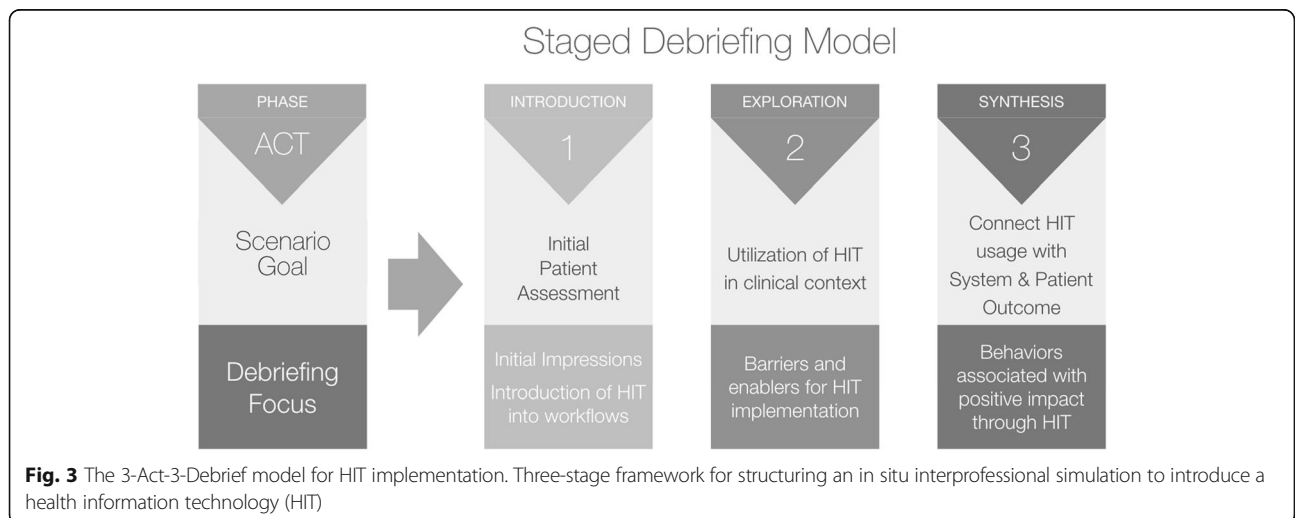 Staged Debriefing Model
PHASE
ACT
Scenario
Goal
Debriefing
Focus
INTRODUCTION
1
Initial
Patient
Assessment
Initial Impressions
Introduction of HIT
into workflows
EXPLORATION
2
Utilization of HIT
in clinical context
Barriers and
enablers for HIT
implementation
SYNTHESIS
3
Connect HIT
usage with
System & Patient
Outcome
Behaviors
associated with
positive impact
through HIT
Fig. 3 The 3-Act-3-Debrief model for HIT implementation. Three-stage framework for structuring an in situ interprofessional simulation to introduce a
health information technology (HIT)